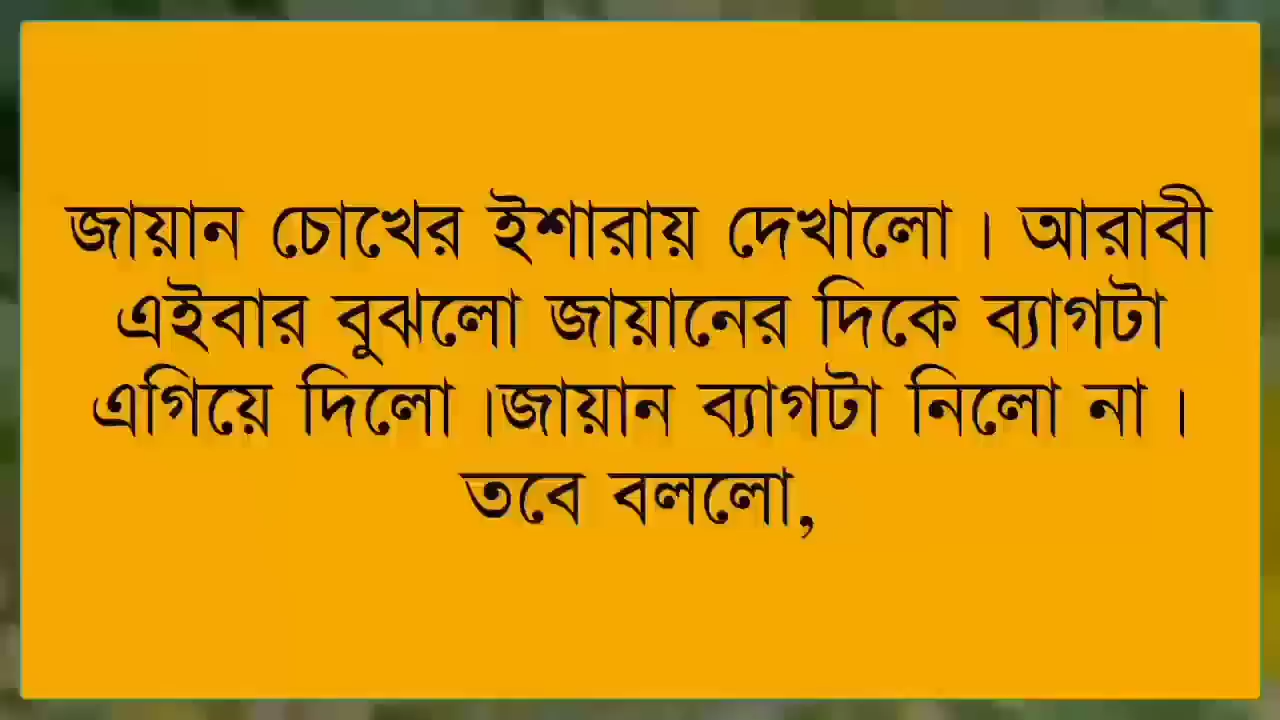 জায়ান চোখের ইশারায় দেখালো । আরাবী
এইবার বুঝলো জায়ানের দিকে ব্যাগটা
এগিয়ে দিলো ।জায়ান ব্যাগটা নিলো না ।
তবে বললো,